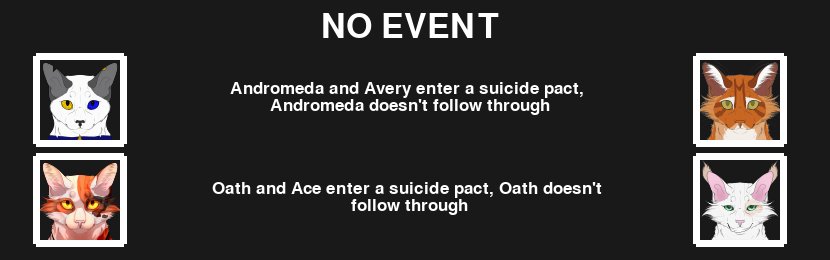 NO EVENT
Andromeda and Avery enter a suicide pact,
Andromeda doesn't follow through
Oath and Ace enter a suicide pact, Oath doesn't
follow through